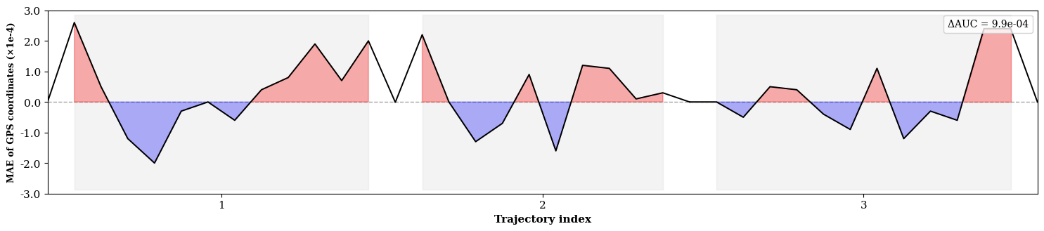 MAE of GPS coordinates (×1e-4)
3.0
2.0
1.0
0.0
-1.0
-2.0
-3.0
ΔAUC = 9.9e-04
1 2 3
Trajectory index